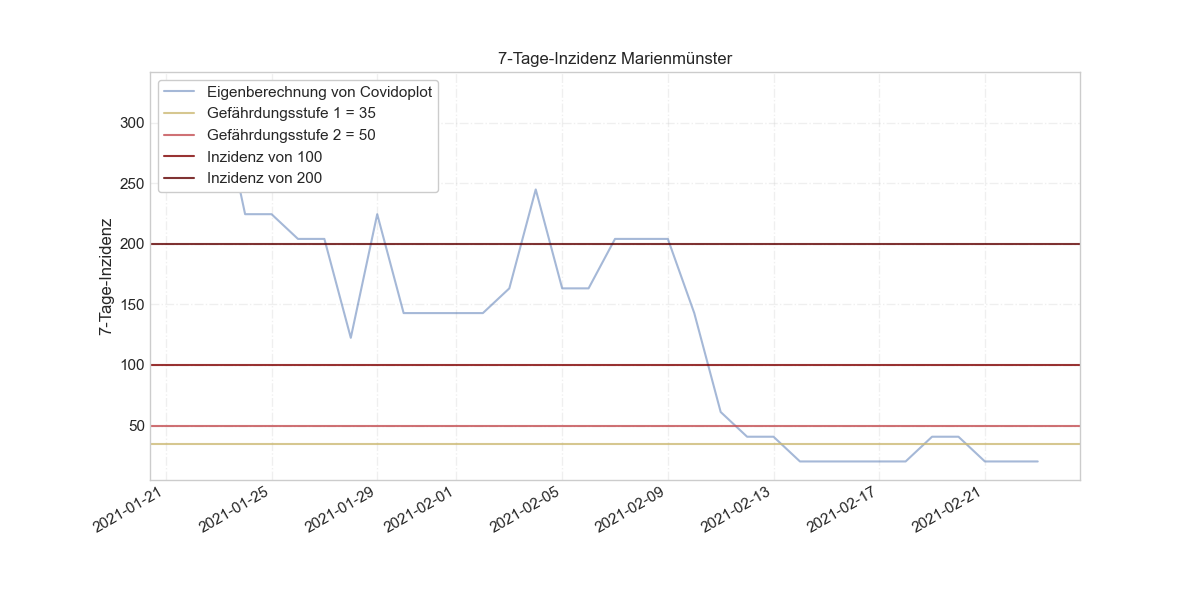 7-Tage-Inzidenz Marienmünster
Eigenberechnung von Covidoplot
Gefährdungsstufe 1 = 35
Gefährdungsstufe 2 = 50
Inzidenz von 100
Inzidenz von 200
7-Tage-Inzidenz
300
250
200
150
100
50
2021-01-21
2021-01-25
2021-01-29
2021-02-01
2021-02-05
2021-02-09
2021-02-13
2021-02-17
2021-02-21